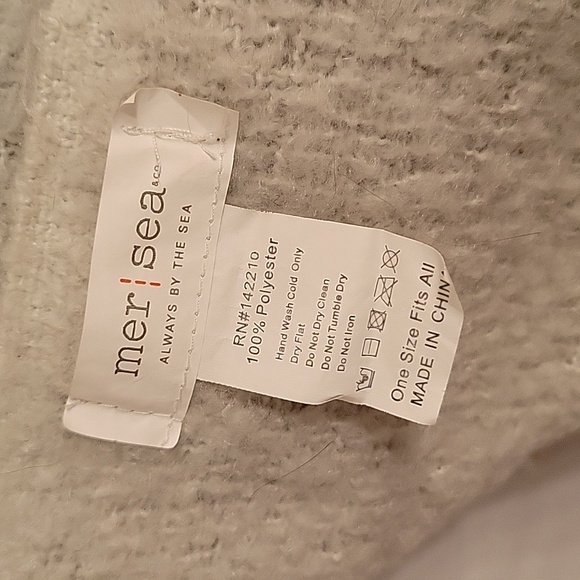 mer¦sea &co.
ALWAYS BY THE SEA
RN#142210
100% Polyester
Hand Wash Cold Only
Dry Flat
Do Not Dry Clean
Do Not Tumble Dry
Do Not Iron
One Size Fits All
MADE IN CHINA